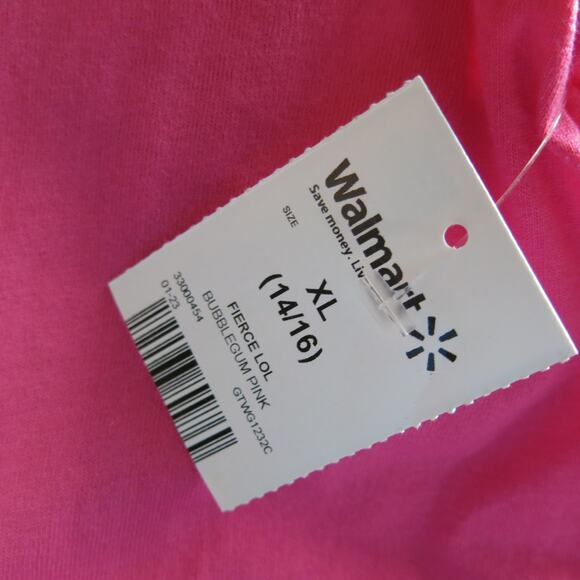 Walmart
Save money. Liv
SIZE
XL
(14/16)
FIERCE LOL
BUBBLEGUM PINK
GTWG1232C
33000454
01-23